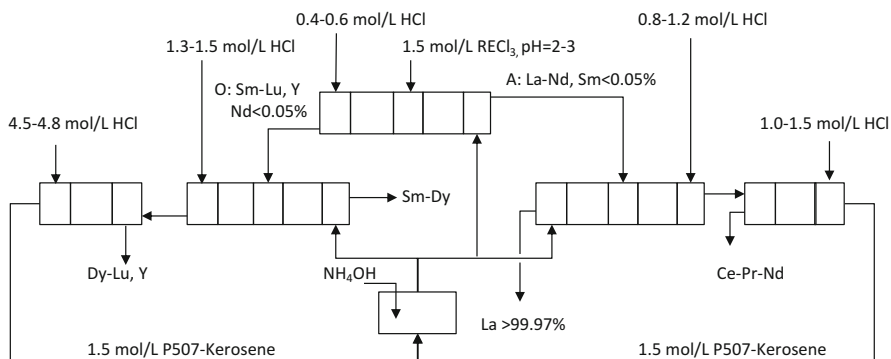 0.4-0.6 mol/L HCl
0.8-1.2 mol/L HCl
1.3-1.5 mol/L HCl
1.5 mol/L RECl3, pH=2-3
O: Sm-Lu, Y
Nd<0.05%
A: La-Nd, Sm<0.05%
4.5-4.8 mol/L HCl
1.0-1.5 mol/L HCl
Sm-Dy
Dy-Lu, Y
NH4OH
Ce-Pr-Nd
La >99.97%
1.5 mol/L P507-Kerosene
1.5 mol/L P507-Kerosene